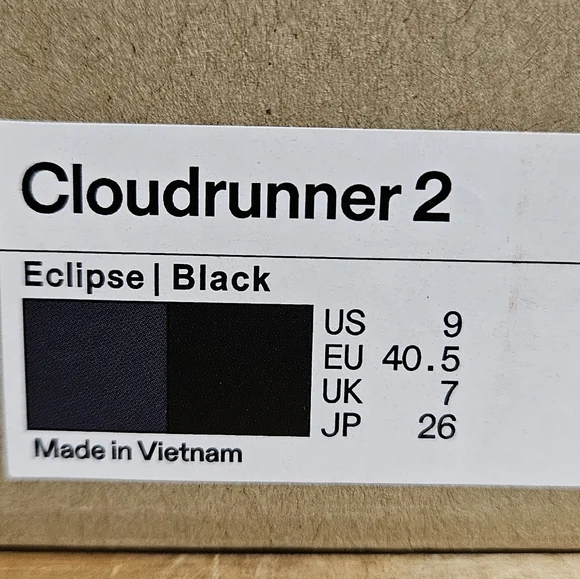 Cloudrunner 2
Eclipse | Black
US 9
EU 40.5
UK 7
JP 26
Made in Vietnam